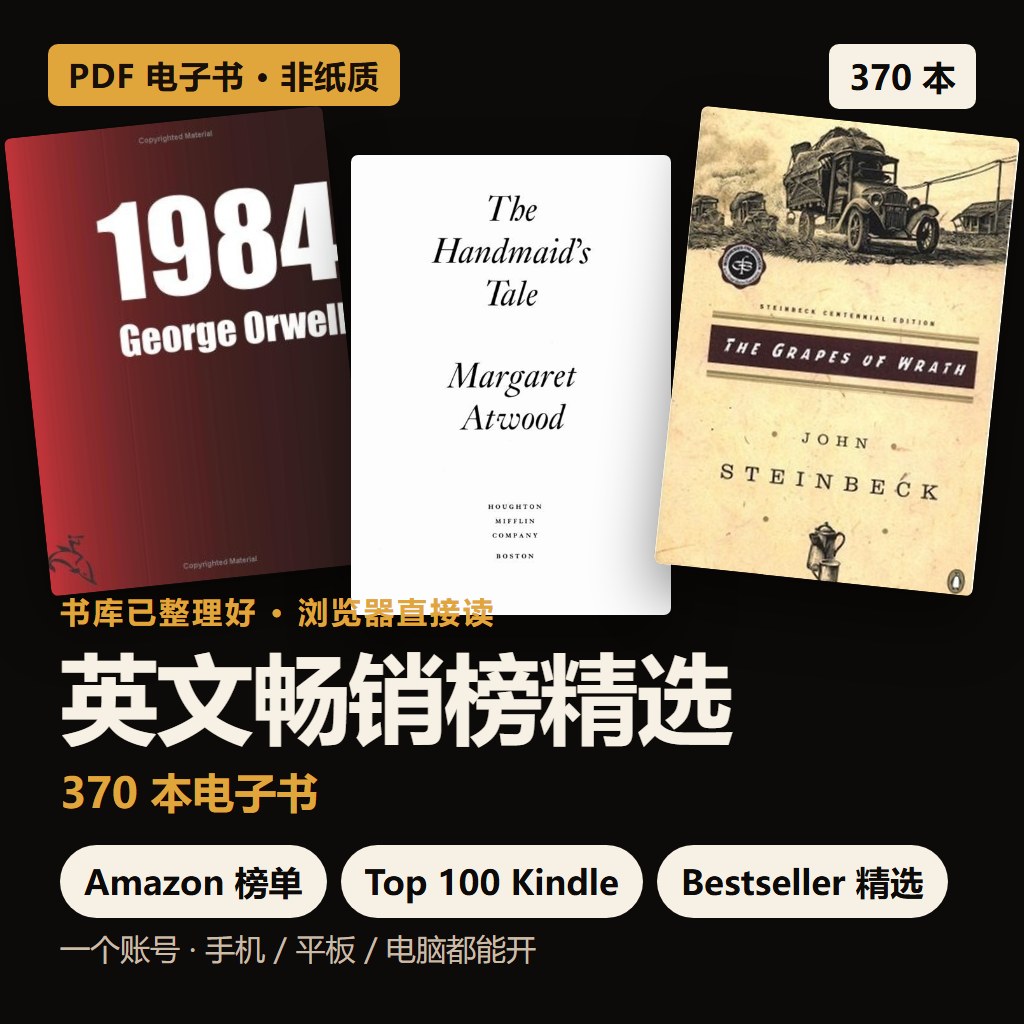 PDF 电子书 · 非纸质
370 本
Copyrighted Material
1984
George Orwell
Copyrighted Material
The
Handmaid's
Tale
Margaret
Atwood
HOUGHTON
MIFFLIN
COMPANY
BOSTON
STEINBECK CENTENNIAL EDITION
THE GRAPES OF WRATH
JOHN
STEINBECK
书库已整理好 · 浏览器直接读
英文畅销榜精选
370 本电子书
Amazon 榜单
Top 100 Kindle
Bestseller 精选
一个账号 · 手机 / 平板 / 电脑都能开